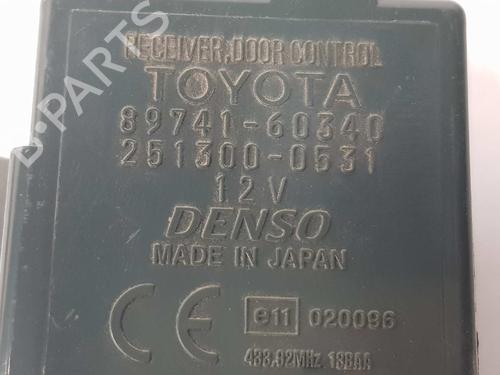 RECEIVER,DOOR CONTROL
TOYOTA
89741-60340
251300-0531
12V
DENSO
MADE IN JAPAN
CE e11 020096
433.92MHz 18BAA
B-PARTS